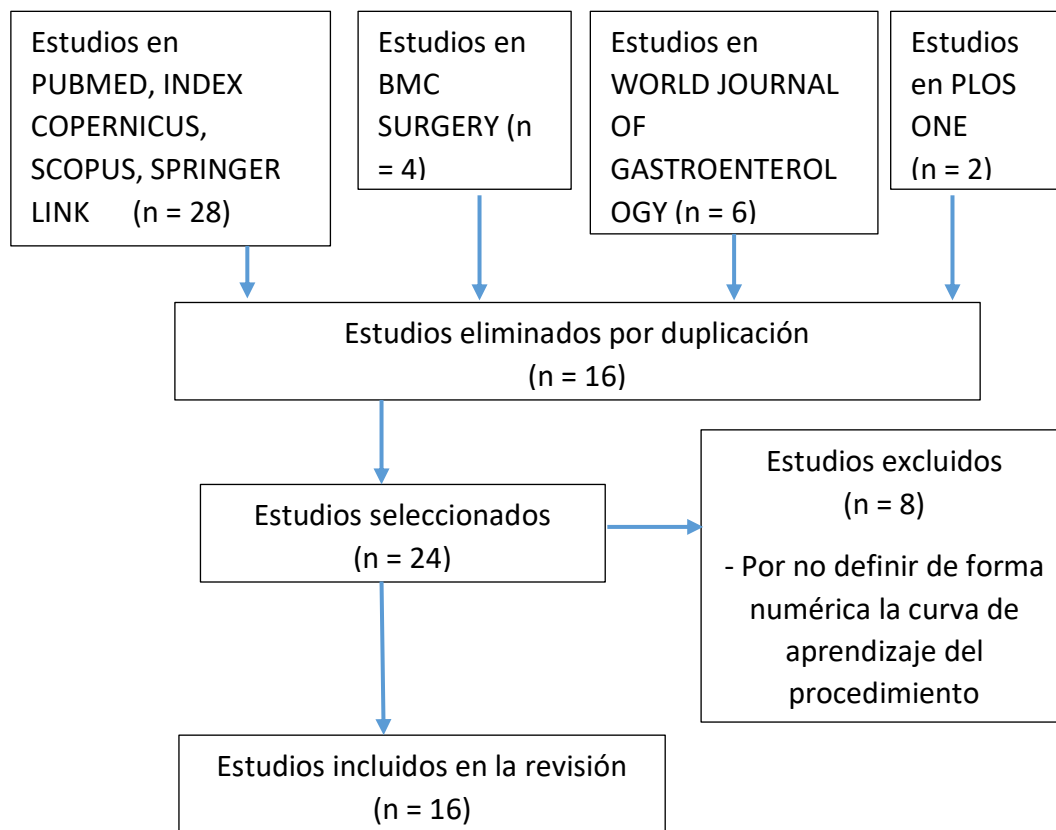 Estudios en
PUBMED, INDEX
COPERNICUS,
SCOPUS, SPRINGER
LINK (n = 28)
Estudios en
BMC
SURGERY (n
= 4)
Estudios en
WORLD JOURNAL
OF
GASTROENTEROL
OGY (n = 6)
Estudios
en PLOS
ONE
(n = 2)
Estudios eliminados por duplicación
(n = 16)
Estudios seleccionados
(n = 24)
Estudios excluidos
(n = 8)
- Por no definir de forma
numérica la curva de
aprendizaje del
procedimiento
Estudios incluidos en la revisión
(n = 16)